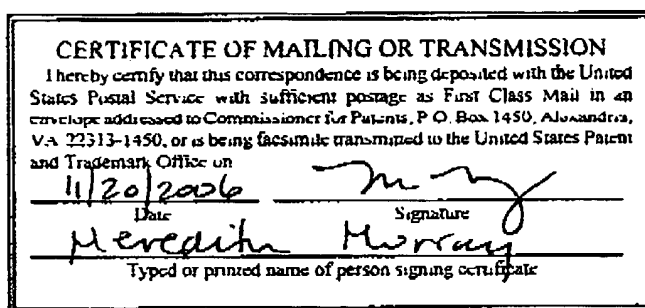 CERTIFICATE OF MAILING OR TRANSMISSION
I hereby certify that this correspondence is being deposited with the United
States Postal Service with sufficient postage as First Class Mail in an
envelope addressed to Commissioner for Patents, P O. Box 1450, Alexandria,
VA 22313-1450, or is being facsimile transmitted to the United States Patent
and Trademark Office on
11/20/2006
Date Signature
Meredith Murray
Typed or printed name of person signing certificate